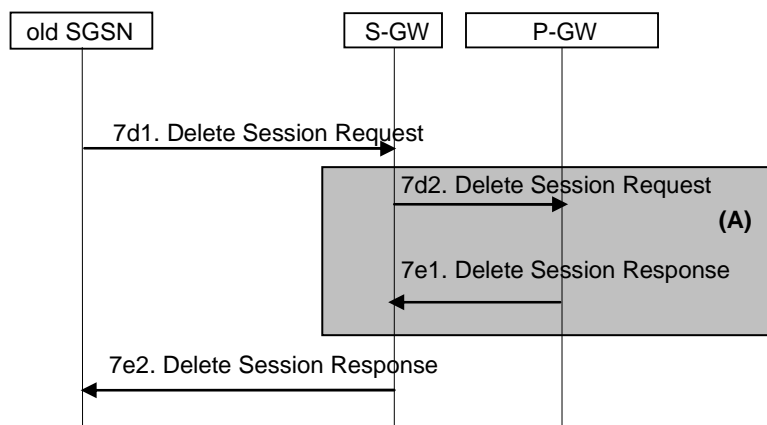 old SGSN
S-GW
P-GW
7d1. Delete Session Request
7d2. Delete Session Request
(A)
7e1. Delete Session Response
7e2. Delete Session Response